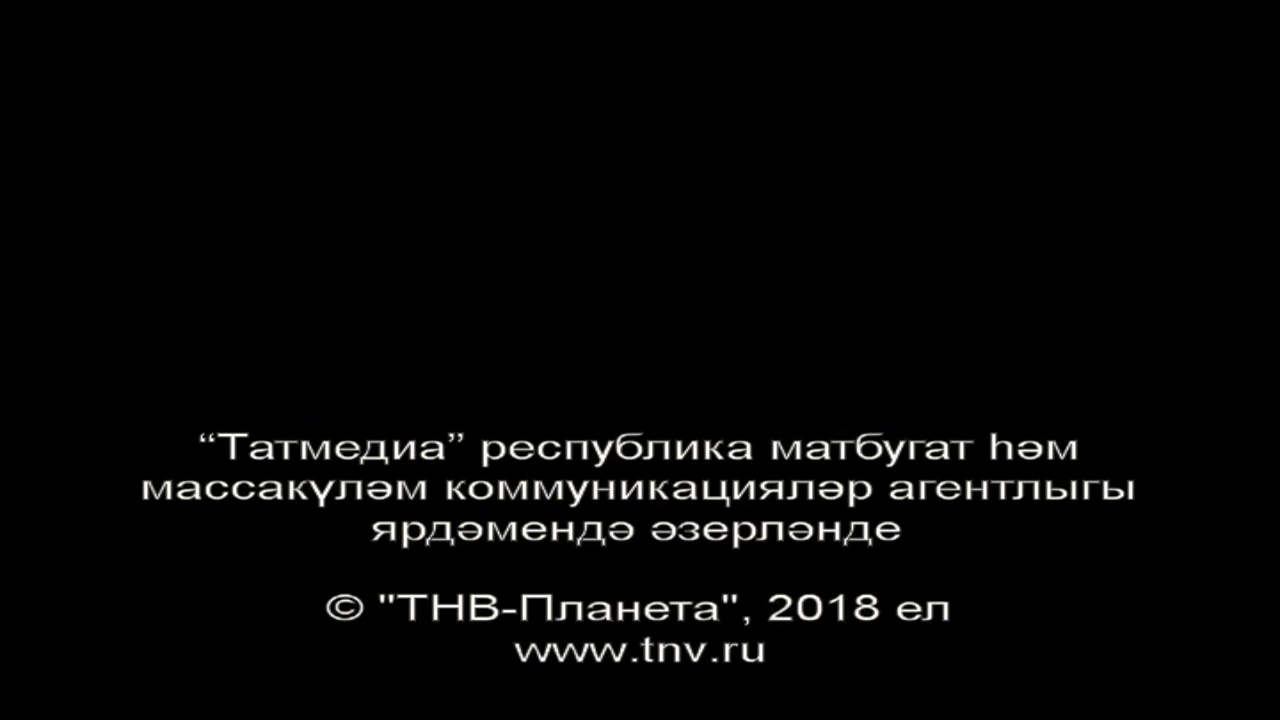 “Татмедиа” республика матбугат һәм
массакүләм коммуникацияләр агентлыгы
ярдәмендә әзерләнде
© "ТНВ-Планета", 2018 ел
www.tnv.ru